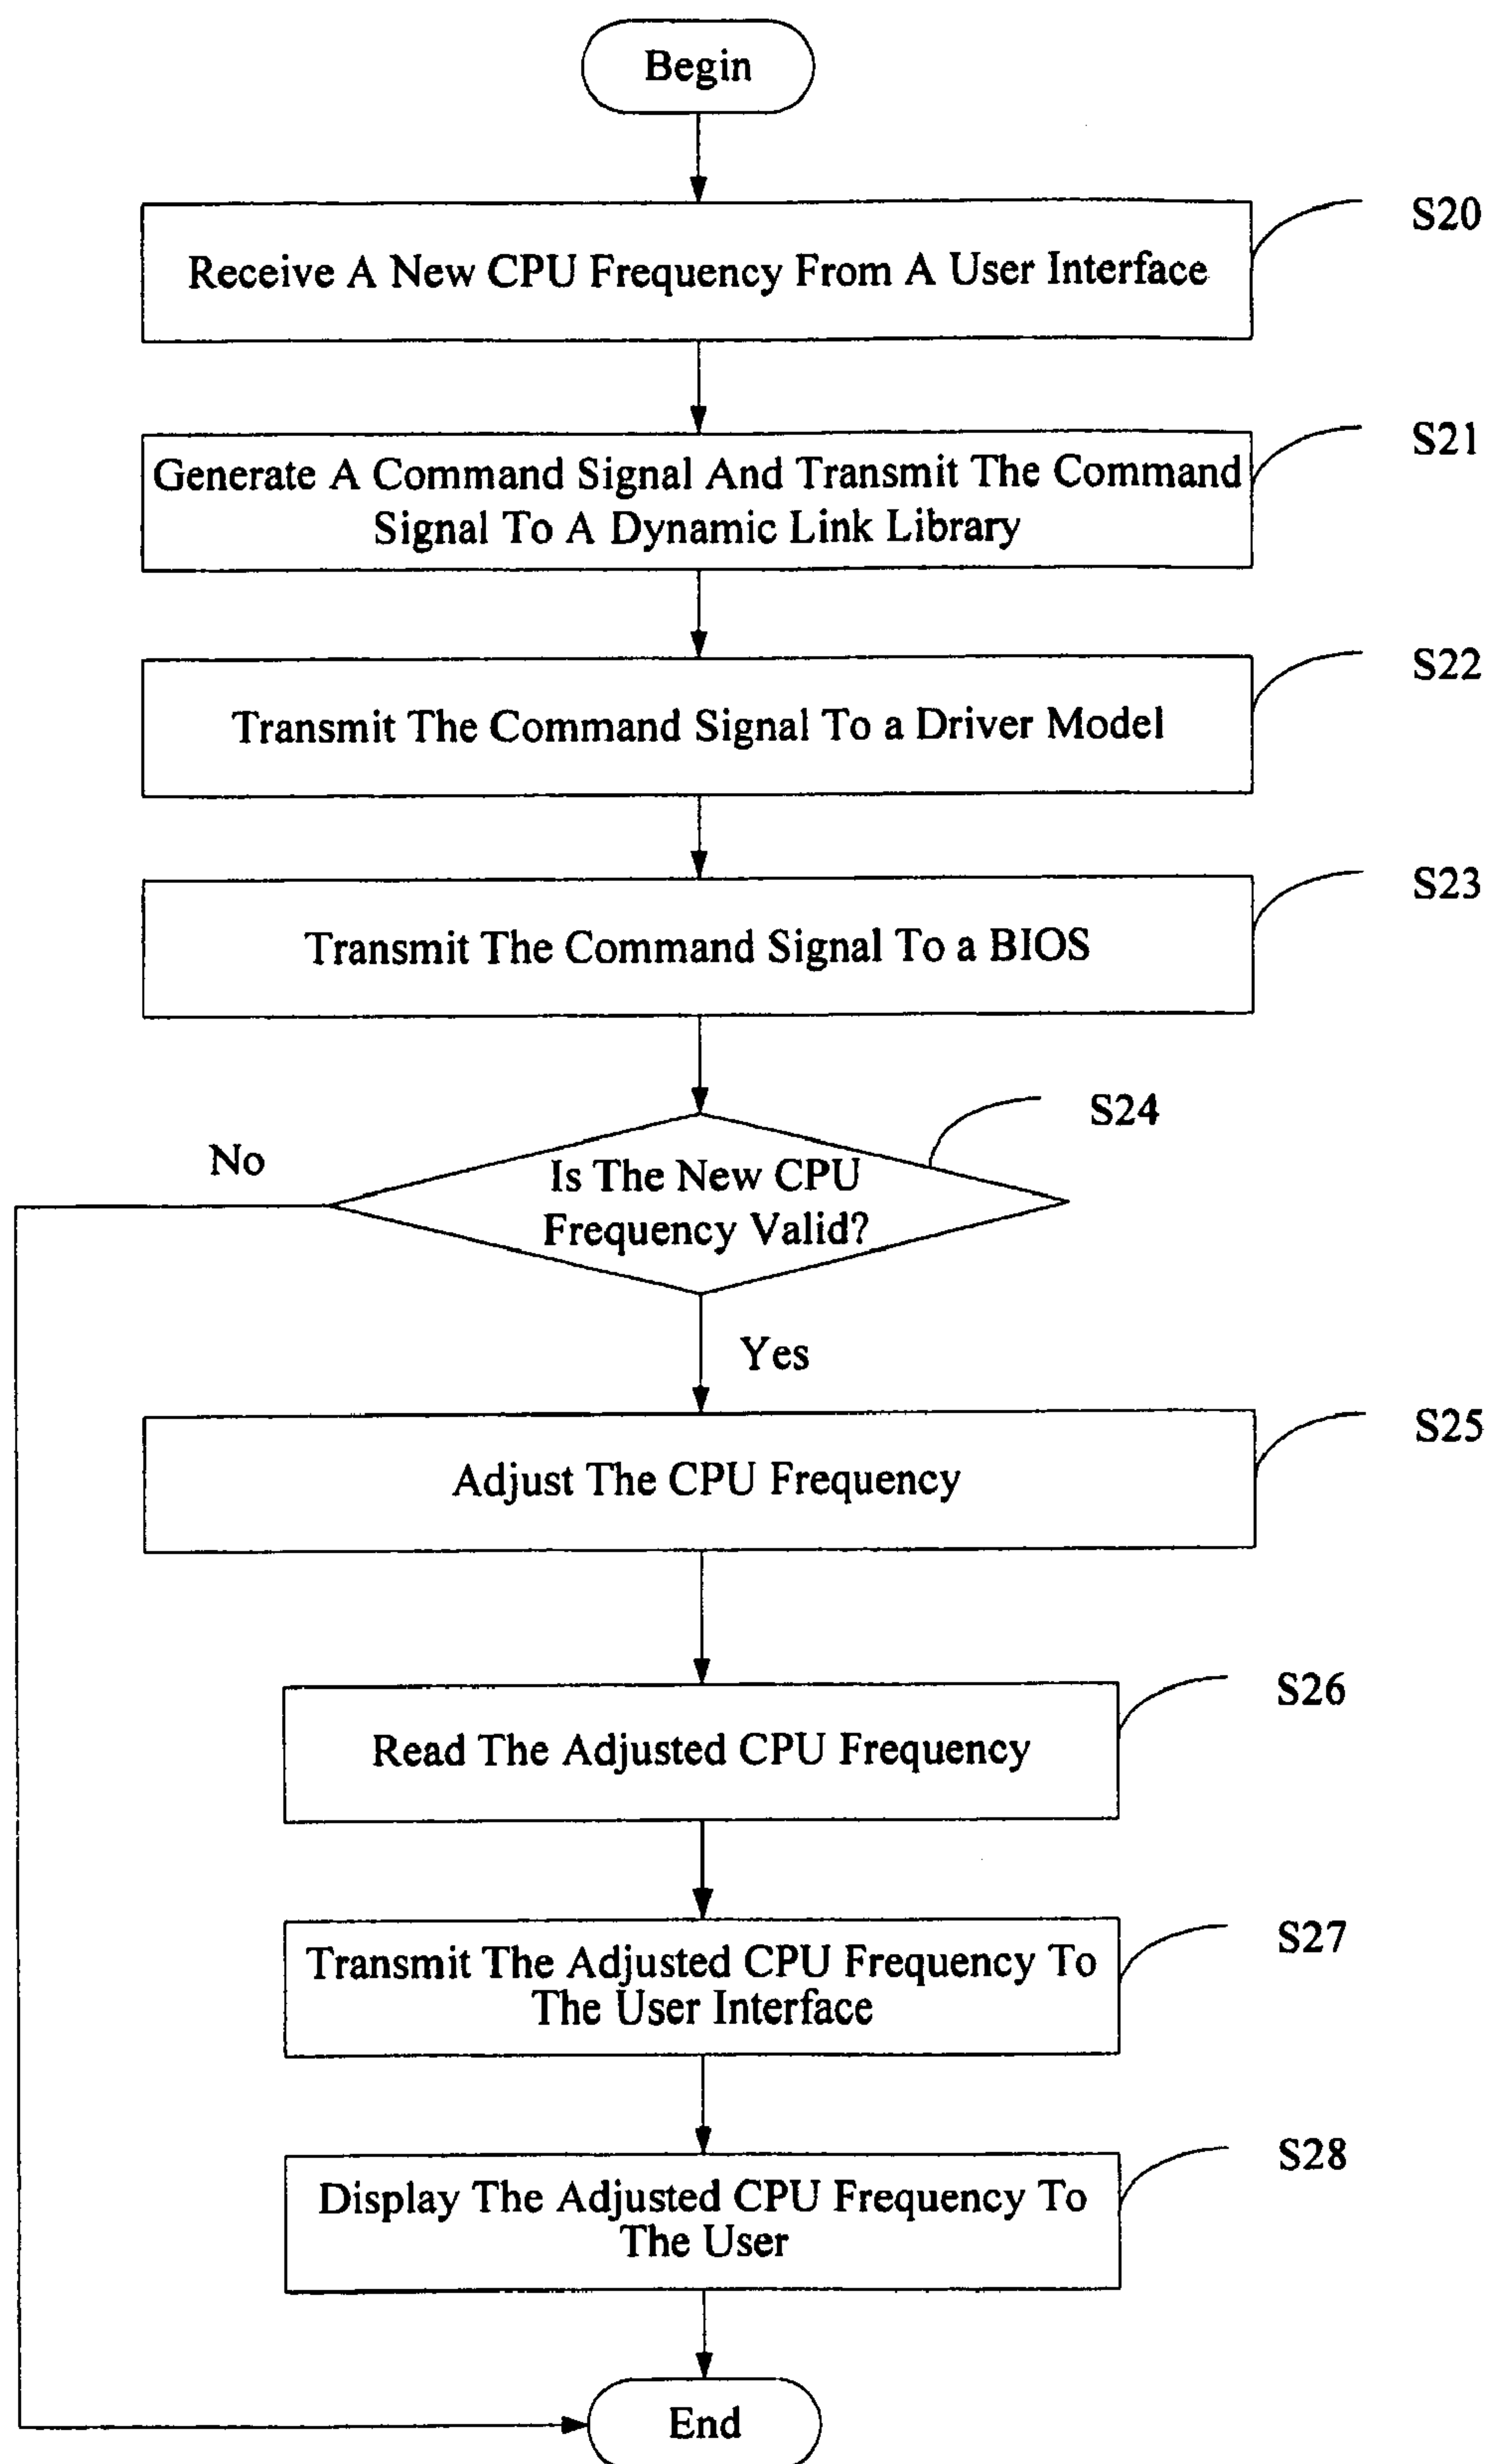 Begin
S20
Receive A New CPU Frequency From A User Interface
S21
Generate A Command Signal And Transmit The Command
Signal To A Dynamic Link Library
S22
Transmit The Command Signal To a Driver Model
S23
Transmit The Command Signal To a BIOS
S24
No
Is The New CPU
Frequency Valid?
Yes
S25
Adjust The CPU Frequency
S26
Read The Adjusted CPU Frequency
S27
Transmit The Adjusted CPU Frequency To
The User Interface
S28
Display The Adjusted CPU Frequency To
The User
End